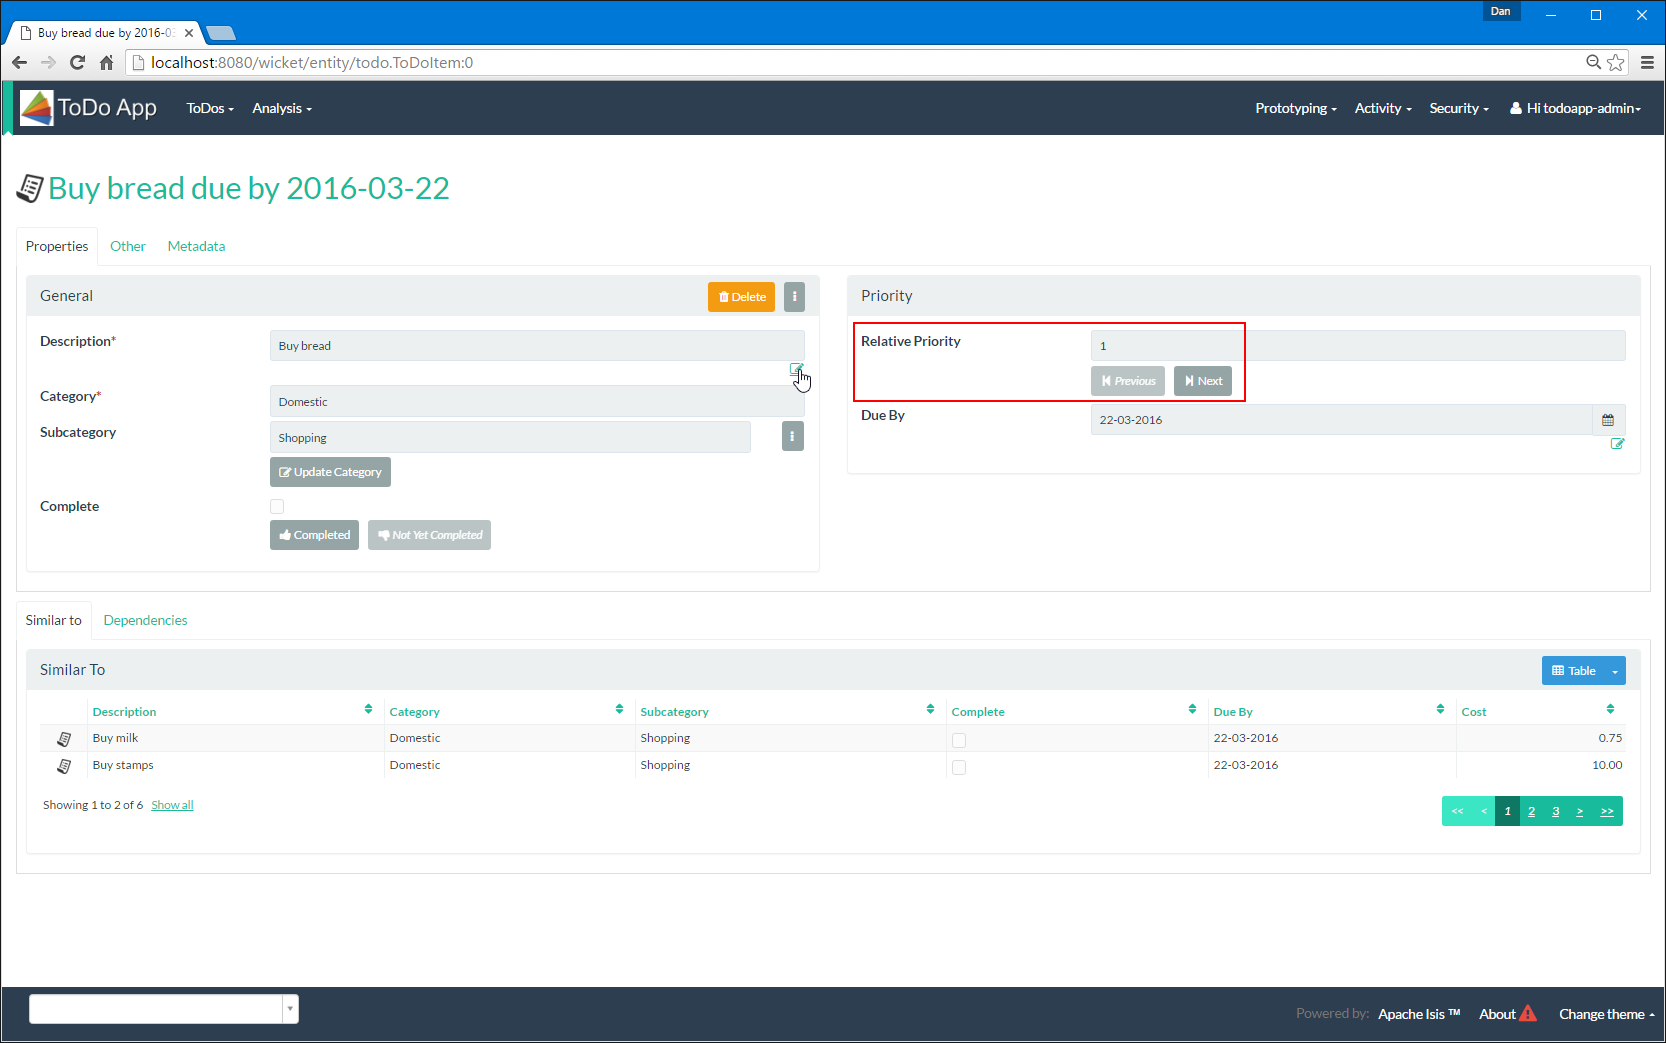 Dan
Buy bread due by 2016-03
localhost:8080/wicket/entity/todo.ToDoItem:0
ToDo App ToDos Analysis Prototyping Activity Security Hi todoapp-admin
Buy bread due by 2016-03-22
Properties Other Metadata
General Delete
Description* Buy bread
Category* Domestic
Subcategory Shopping
Update Category
Complete
Completed Not Yet Completed
Priority
Relative Priority 1
Previous Next
Due By 22-03-2016
Similar to Dependencies
Similar To Table
Description Category Subcategory Complete Due By Cost
Buy milk Domestic Shopping 22-03-2016 0.75
Buy stamps Domestic Shopping 22-03-2016 10.00
Showing 1 to 2 of 6 Show all
<< < 1 2 3 > >>
Powered by: Apache Isis ™ About Change theme